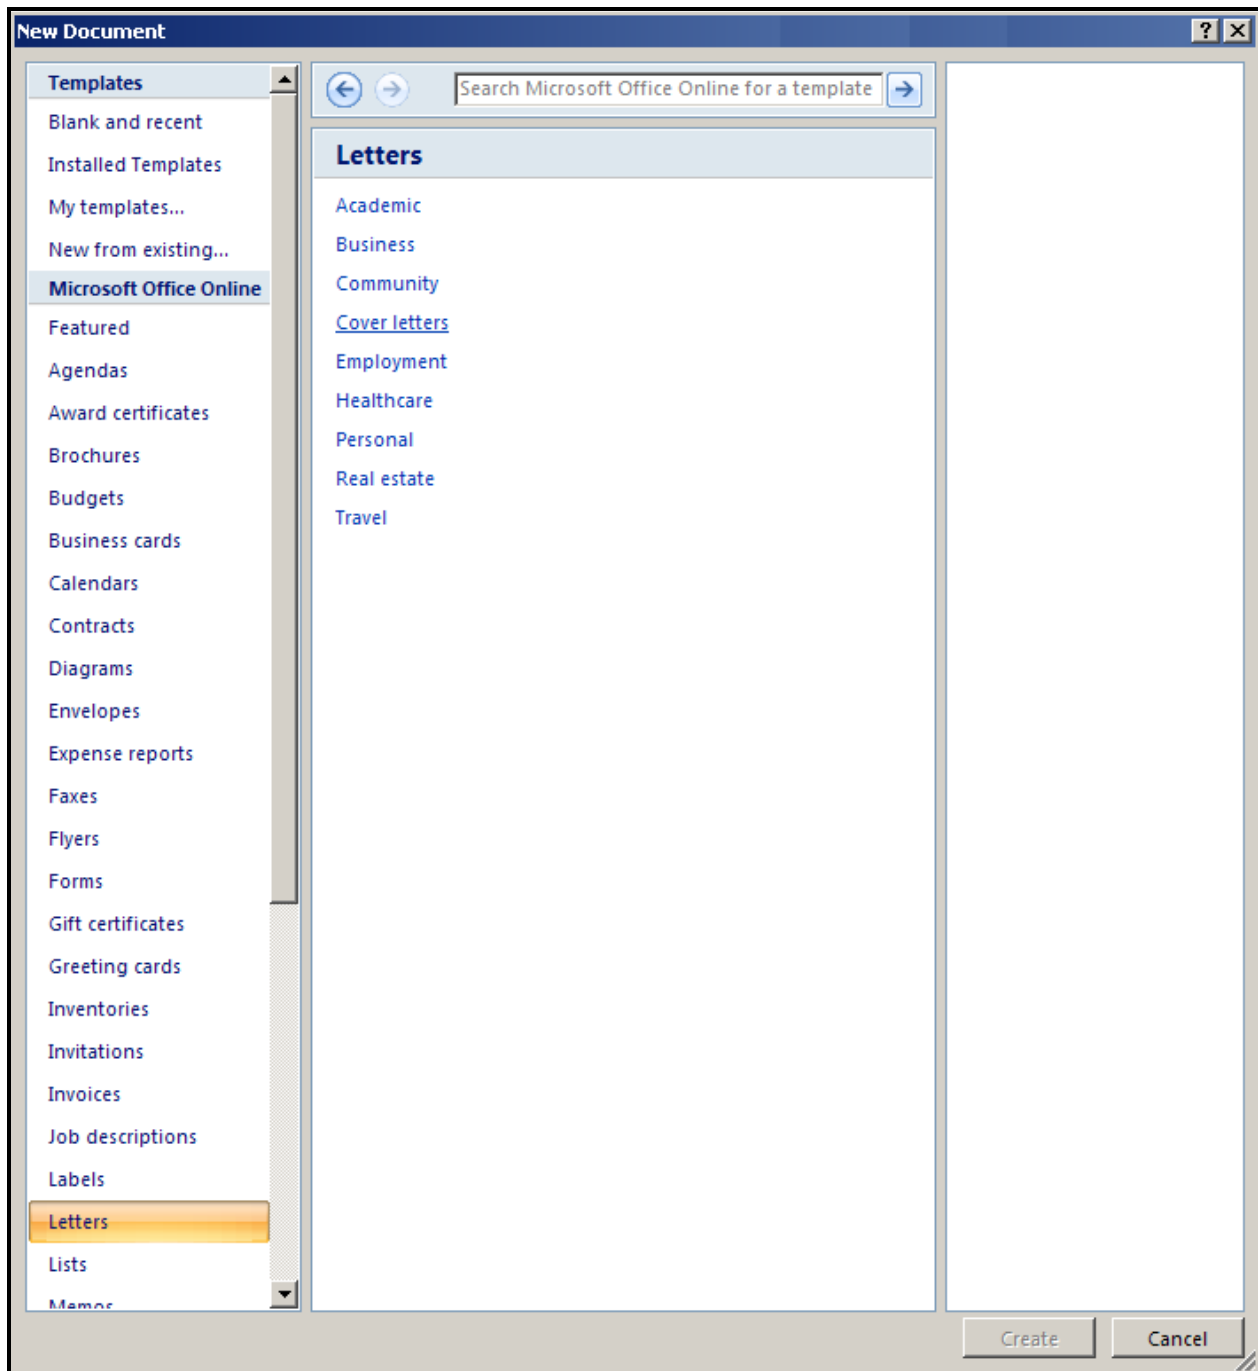 New Document
Templates
Blank and recent
Installed Templates
My templates...
New from existing...
Microsoft Office Online
Featured
Agendas
Award certificates
Brochures
Budgets
Business cards
Calendars
Contracts
Diagrams
Envelopes
Expense reports
Faxes
Flyers
Forms
Gift certificates
Greeting cards
Inventories
Invitations
Invoices
Job descriptions
Labels
Letters
Lists
Memos
Search Microsoft Office Online for a template
Letters
Academic
Business
Community
Cover letters
Employment
Healthcare
Personal
Real estate
Travel
Create
Cancel